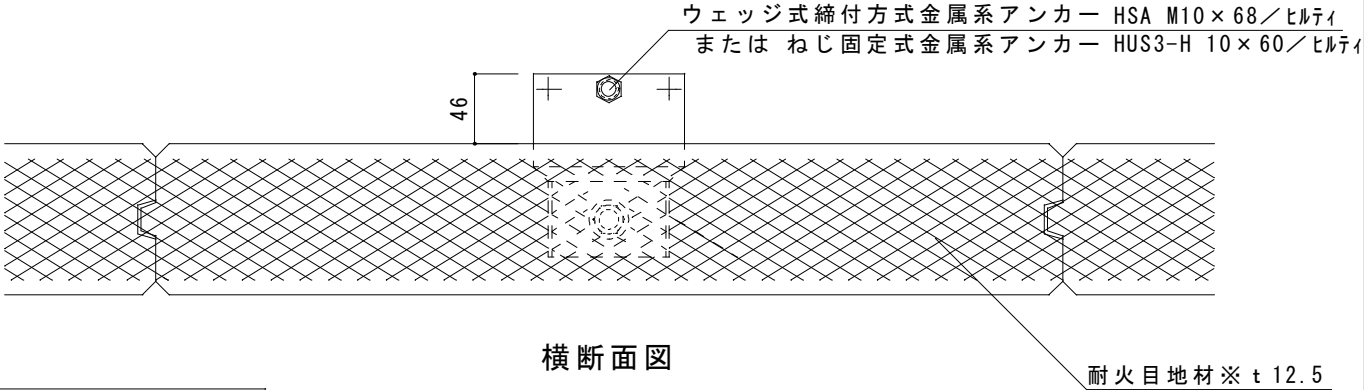 ウェッジ式締付方式金属系アンカー HSA M10×68／ﾋﾙﾃｨ
または ねじ固定式金属系アンカー HUS3-H 10×60／ﾋﾙﾃｨ
46
横断面図
耐火目地材※ t 12.5